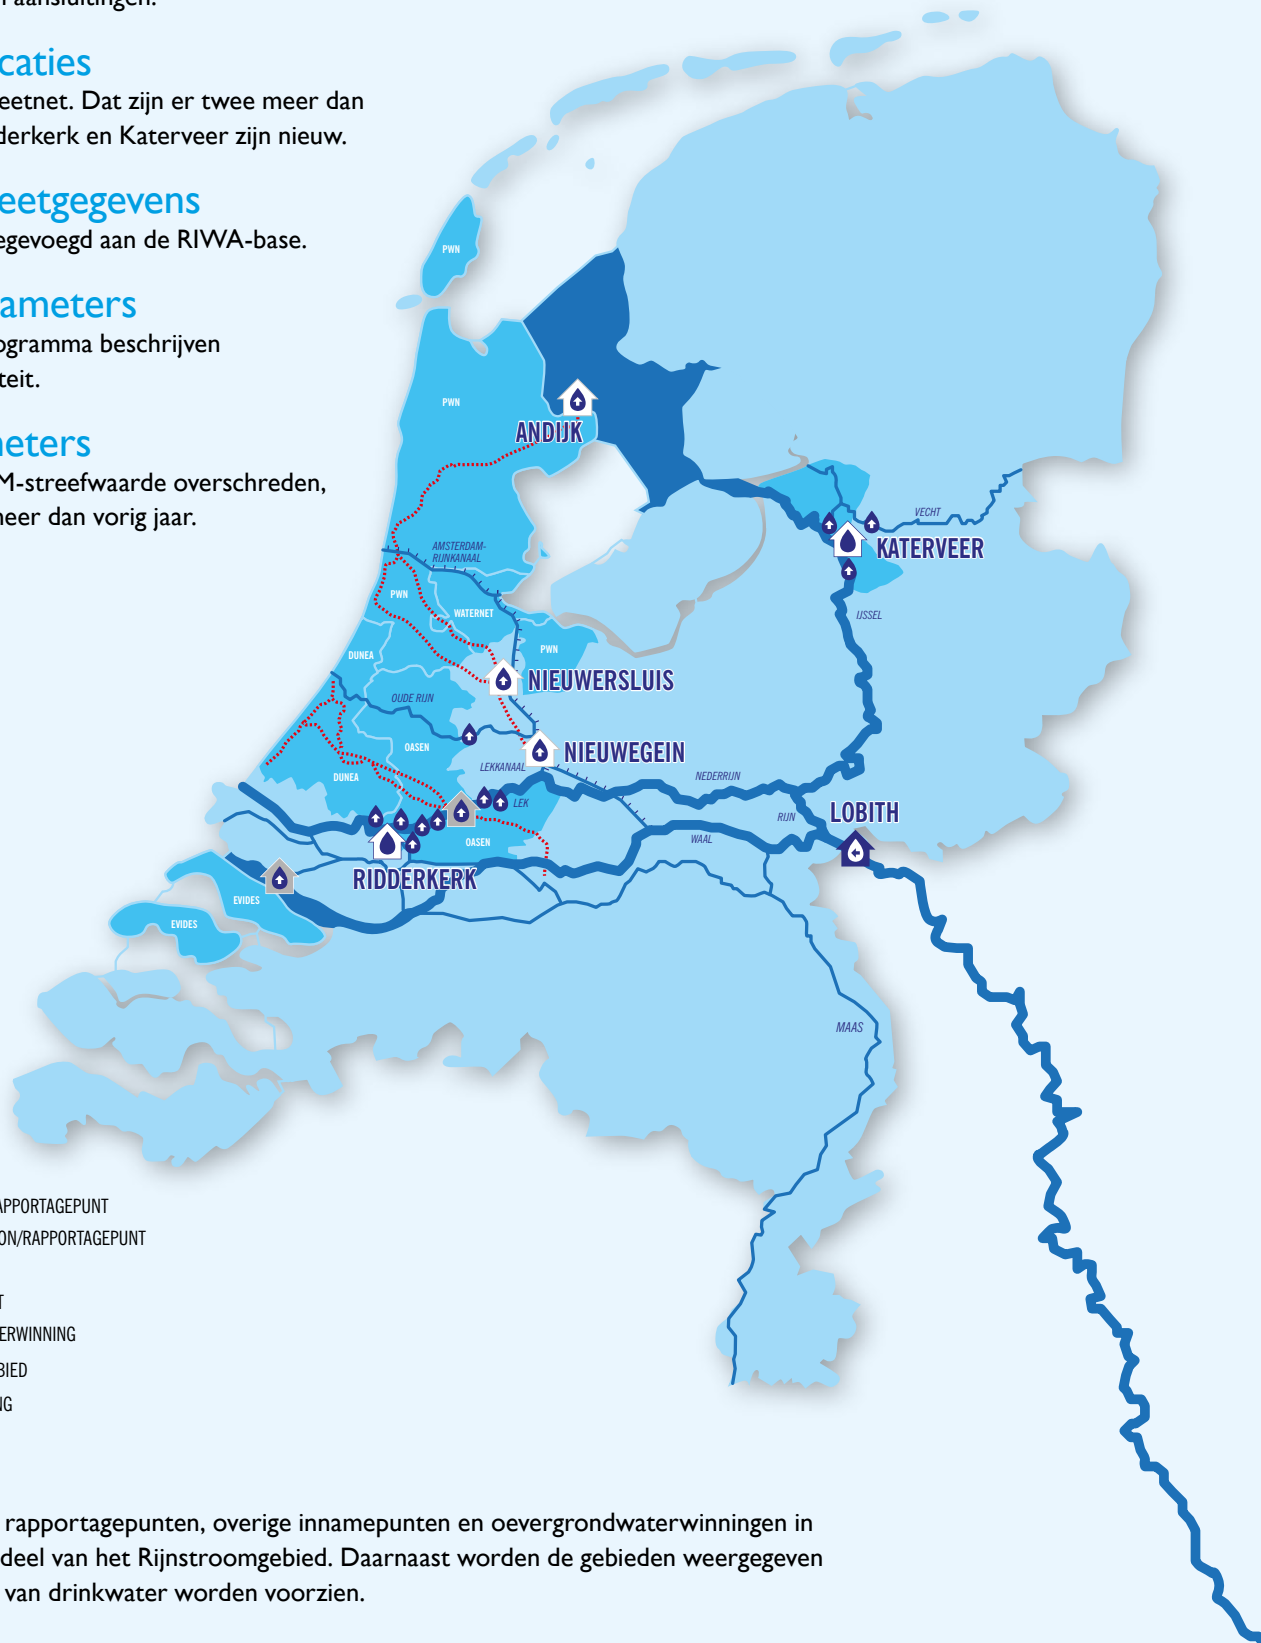 aansluitingen.
caties
eetnet. Dat zijn er twee meer dan
derkerk en Katerveer zijn nieuw.
eetgegevens
egevoegd aan de RIWA-base.
ameters
ogramma beschrijven
teit.
neters
M-streefwaarde overschreden,
neer dan vorig jaar.
PWN
PWN
ANDIJK
VECHT
KATERVEER
AMSTERDAM-
RIJNKANAAL
PWN
WATERNET
IJSSEL
DUNEA
PWN
NIEUWERSLUIS
OUDE RIJN
OASEN
NIEUWEGEIN
LEKKANAAL
DUNEA
NEDERRIJN
LEK
RIJN
LOBITH
OASEN
WAAL
RIDDERKERK
EVIDES
EVIDES
MAAS
APPORTAGEPUNT
ON/RAPPORTAGEPUNT
T
ERWINNING
BIED
NG
rapportagepunten, overige innamepunten en oevergrondwaterwinningen in
deel van het Rijnstroomgebied. Daarnaast worden de gebieden weergegeven
van drinkwater worden voorzien.